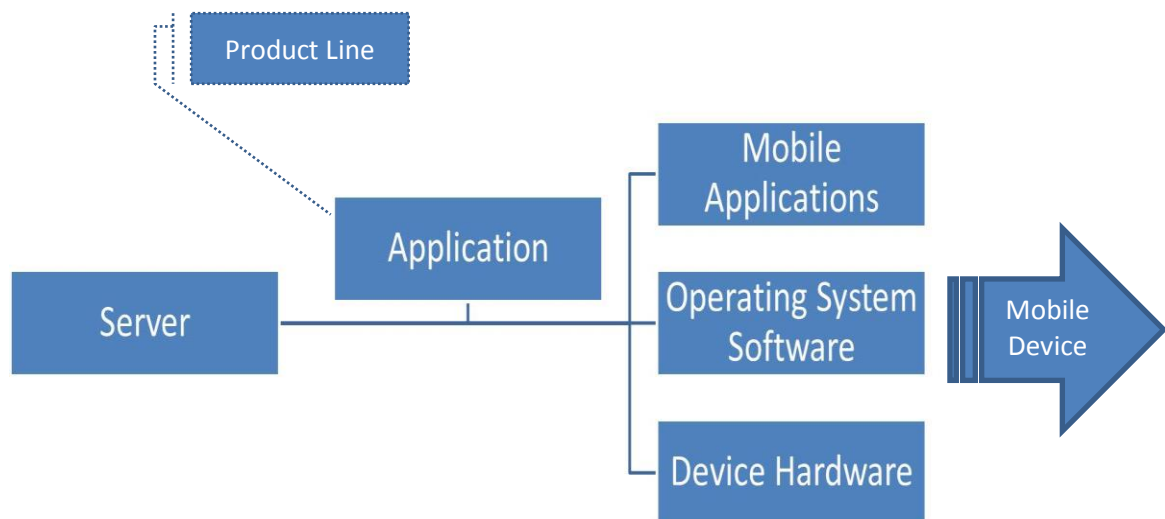 Product Line
Mobile
Applications
Application
Server
Operating System
Software
Mobile
Device
Device Hardware